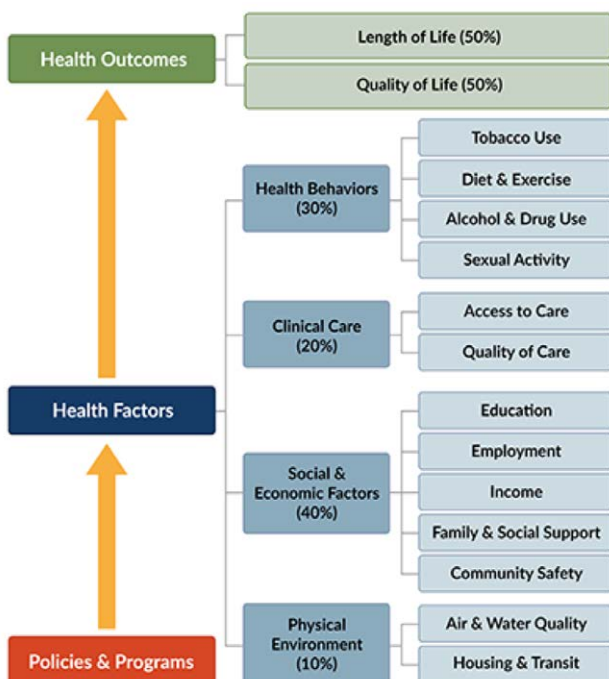 Health Outcomes
Length of Life (50%)
Quality of Life (50%)
Health Factors
Health Behaviors
(30%)
Tobacco Use
Diet & Exercise
Alcohol & Drug Use
Sexual Activity
Clinical Care
(20%)
Access to Care
Quality of Care
Social &
Economic Factors
(40%)
Education
Employment
Income
Family & Social Support
Community Safety
Physical
Environment
(10%)
Air & Water Quality
Housing & Transit
Policies & Programs